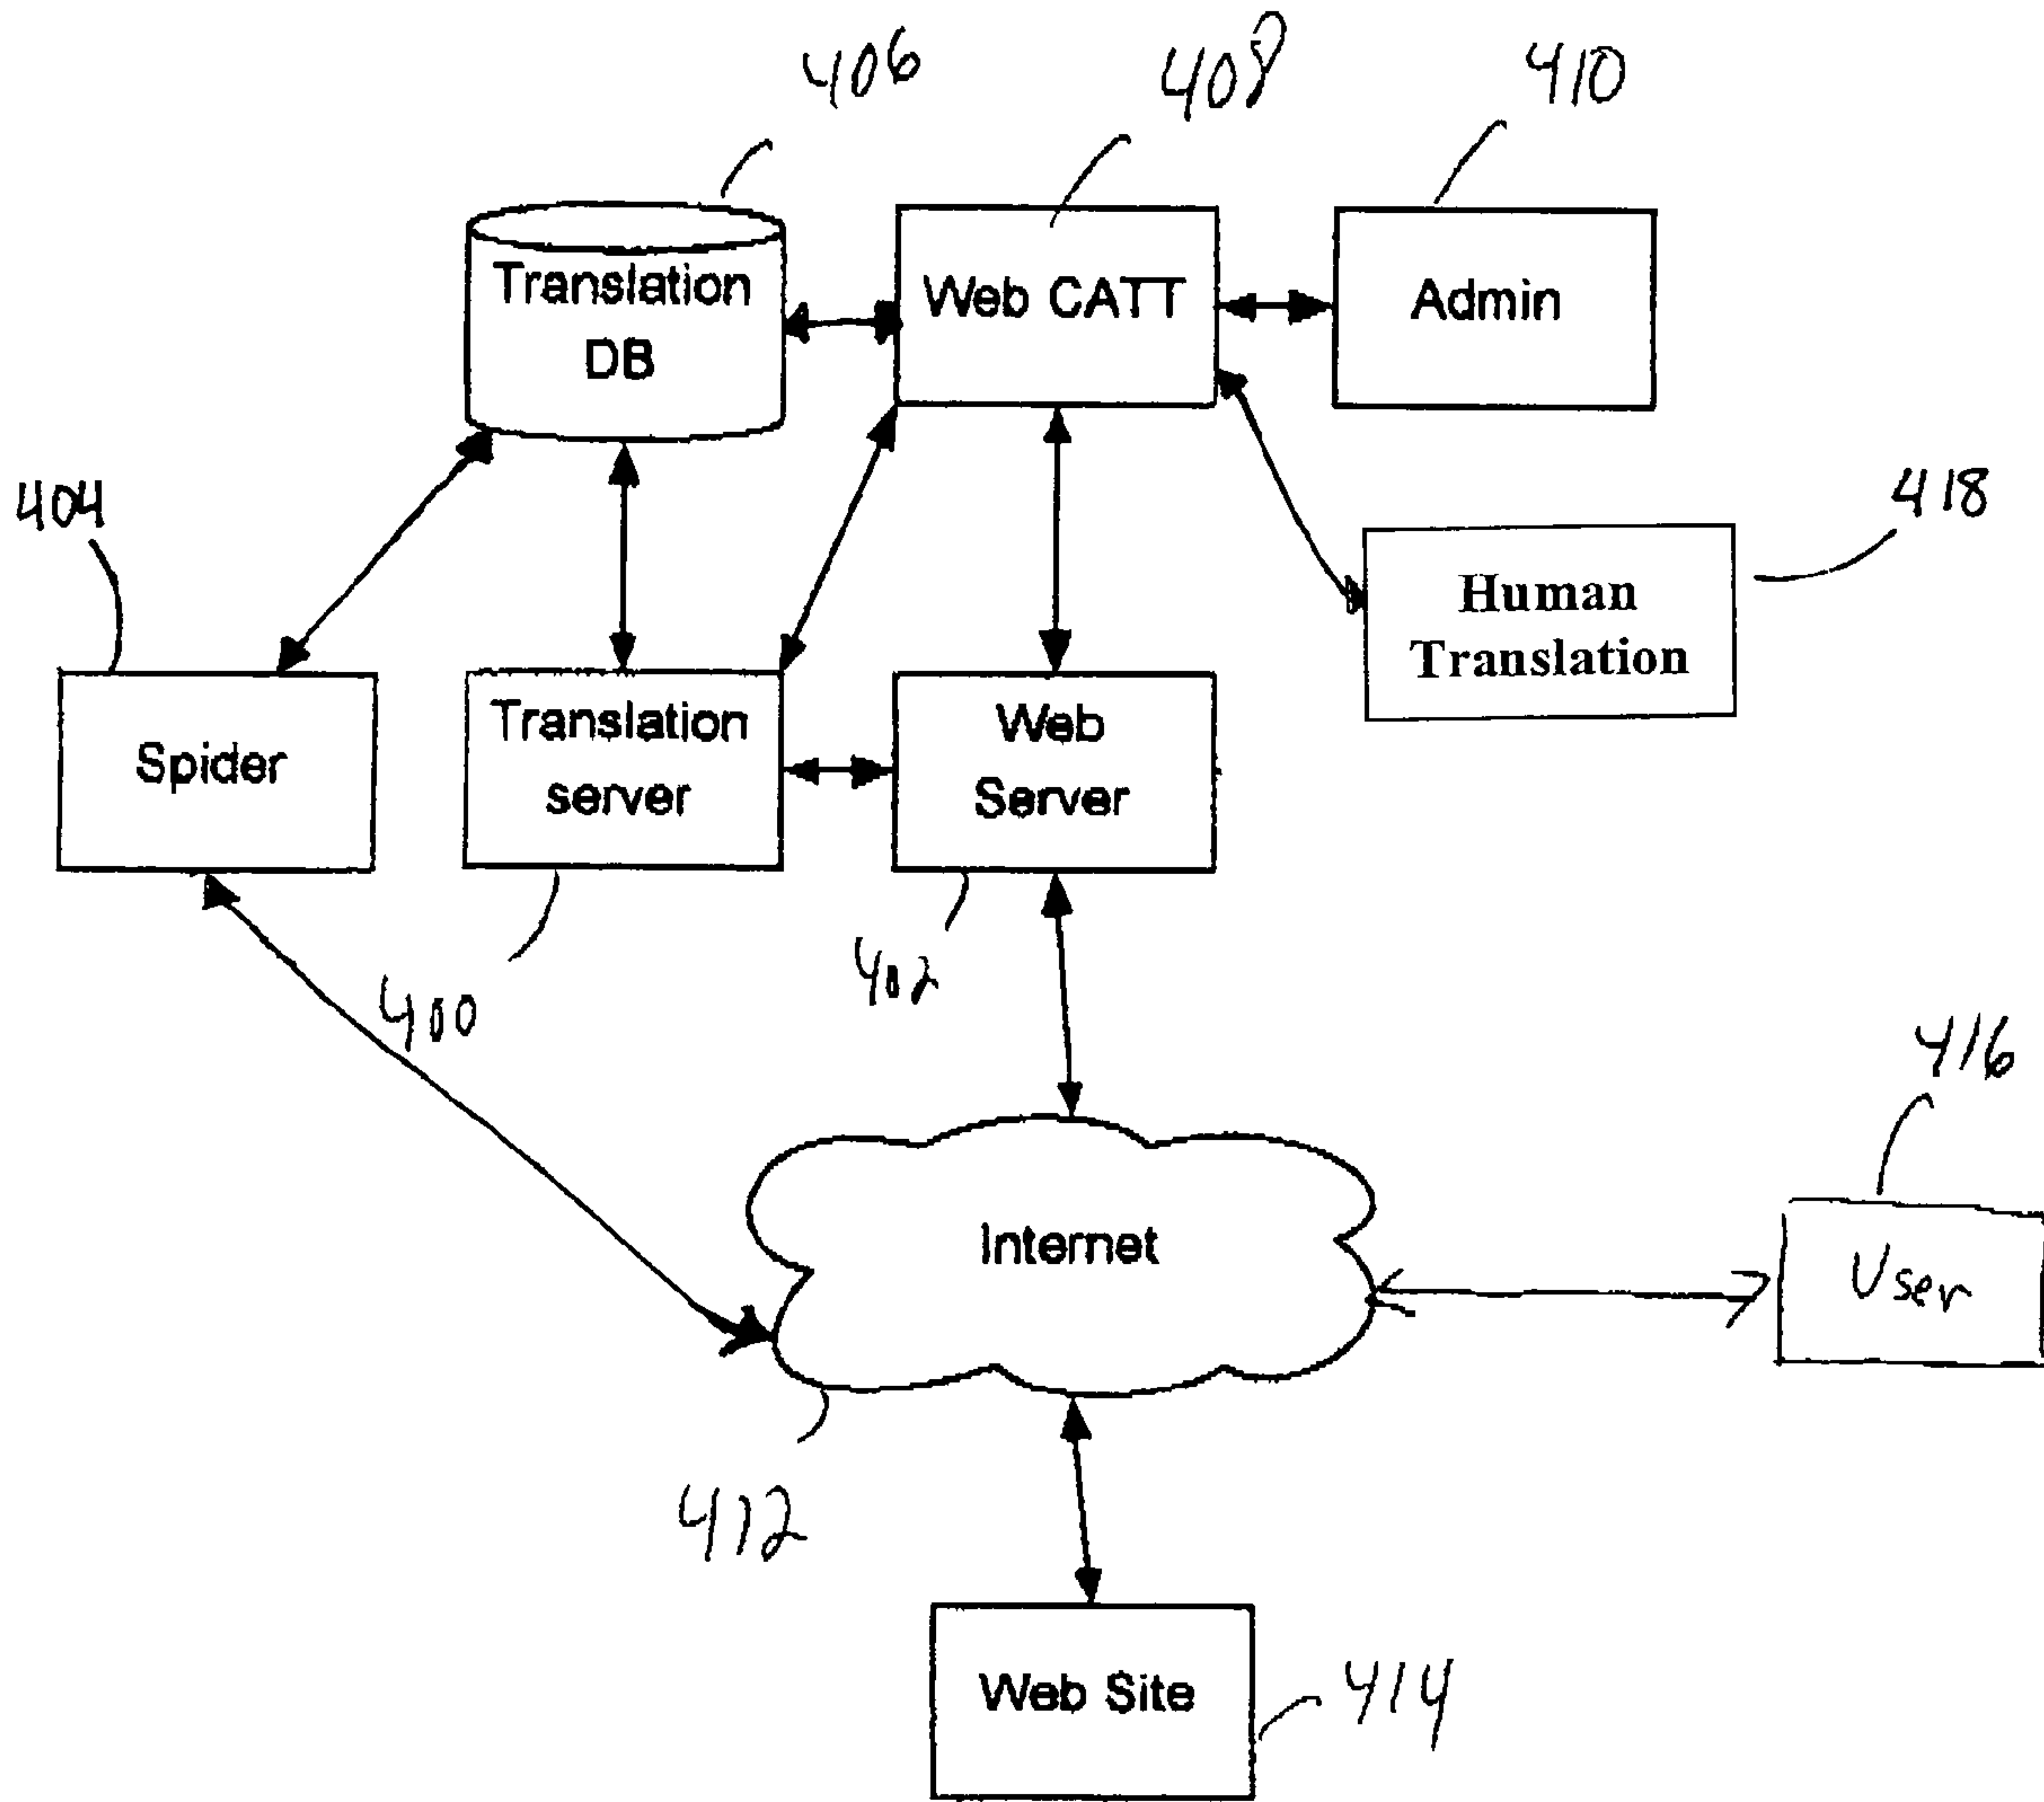 406
408
410
Translation
DB
Web CATT
Admin
404
418
Human
Translation
Spider
Translation
server
Web
Server
400
402
416
Internet
User
412
Web Site
414